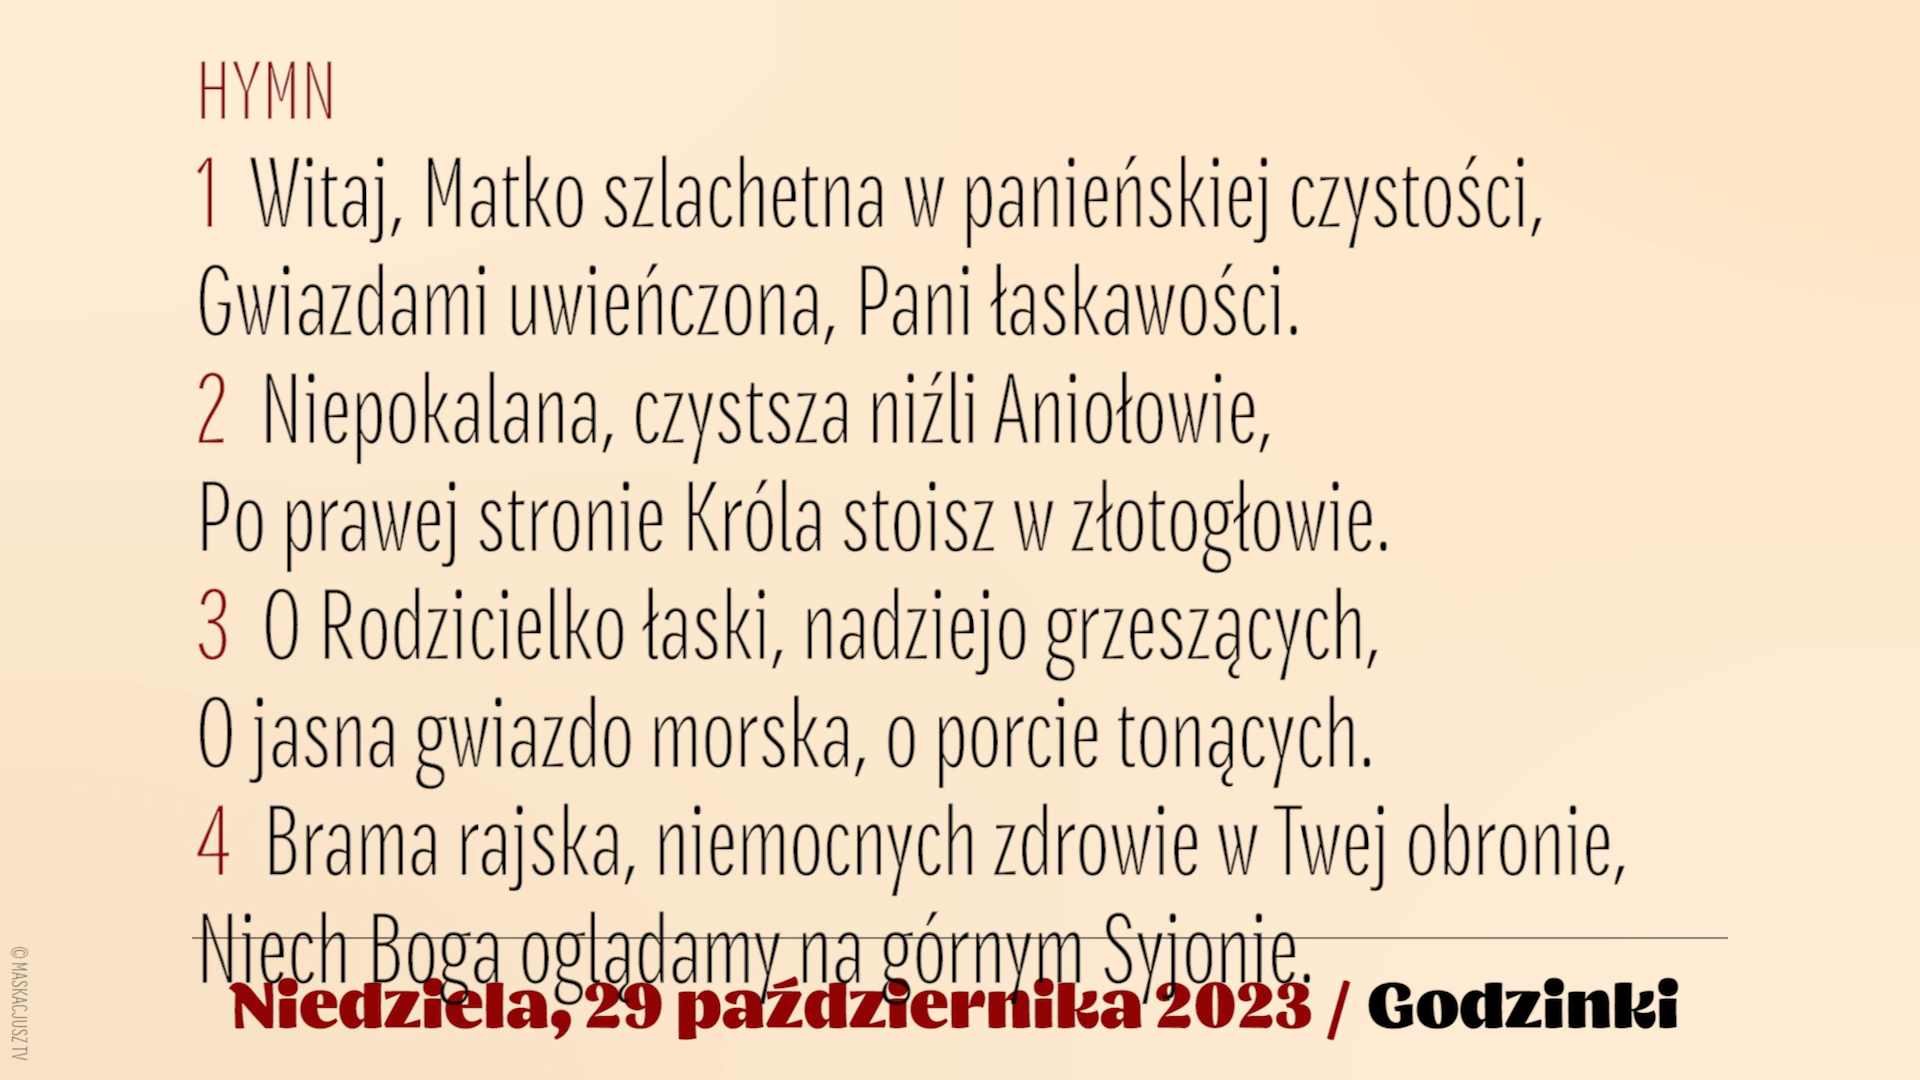 HYMN
1 Witaj, Matko szlachetna w panieńskiej czystości,
Gwiazdami uwieńczona, Pani łaskawości.
2 Niepokalana, czystsza niźli Aniołowie,
Po prawej stronie Króla stoisz w złotogłowie.
3 O Rodzicielko łaski, nadziejo grzeszących,
O jasna gwiazdo morska, o porcie tonących.
4 Brama rajska, niemocnych zdrowie w Twej obronie,
Niech Boga oglądamy na górnym Syjonie.
Niedziela, 29 października 2023 / Godzinki
© MASKACJUSZ TV